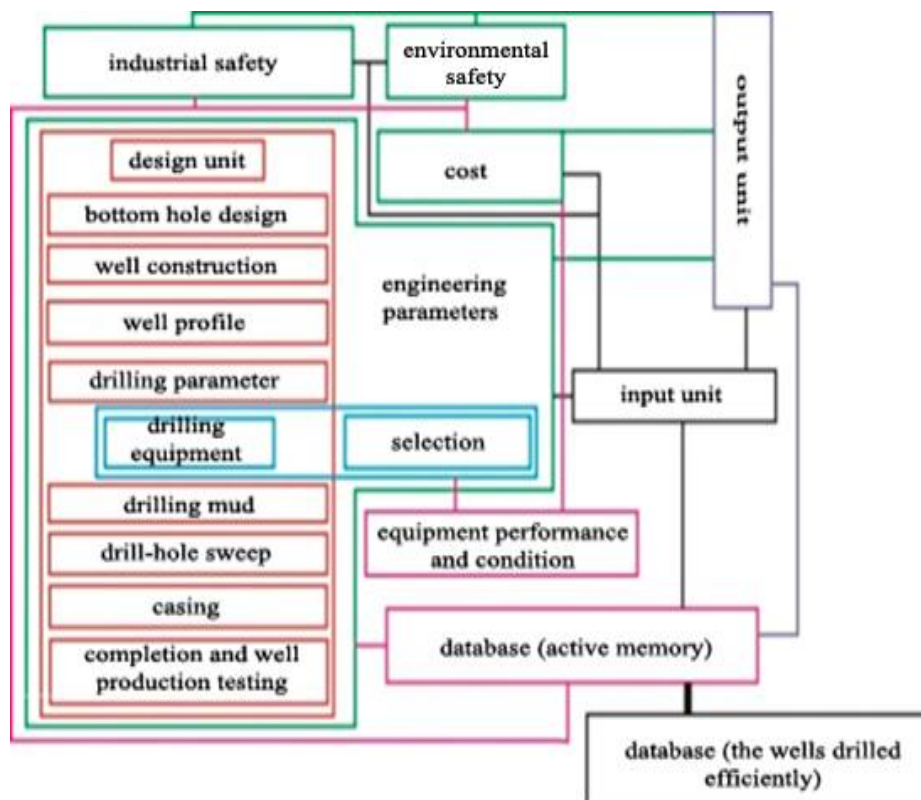 industrial safety
environmental
safety
output unit
design unit
cost
bottom hole design
well construction
engineering
parameters
well profile
drilling parameter
input unit
drilling
equipment
selection
drilling mud
equipment performance
and condition
drill-hole sweep
casing
database (active memory)
completion and well
production testing
database (the wells drilled
efficiently)